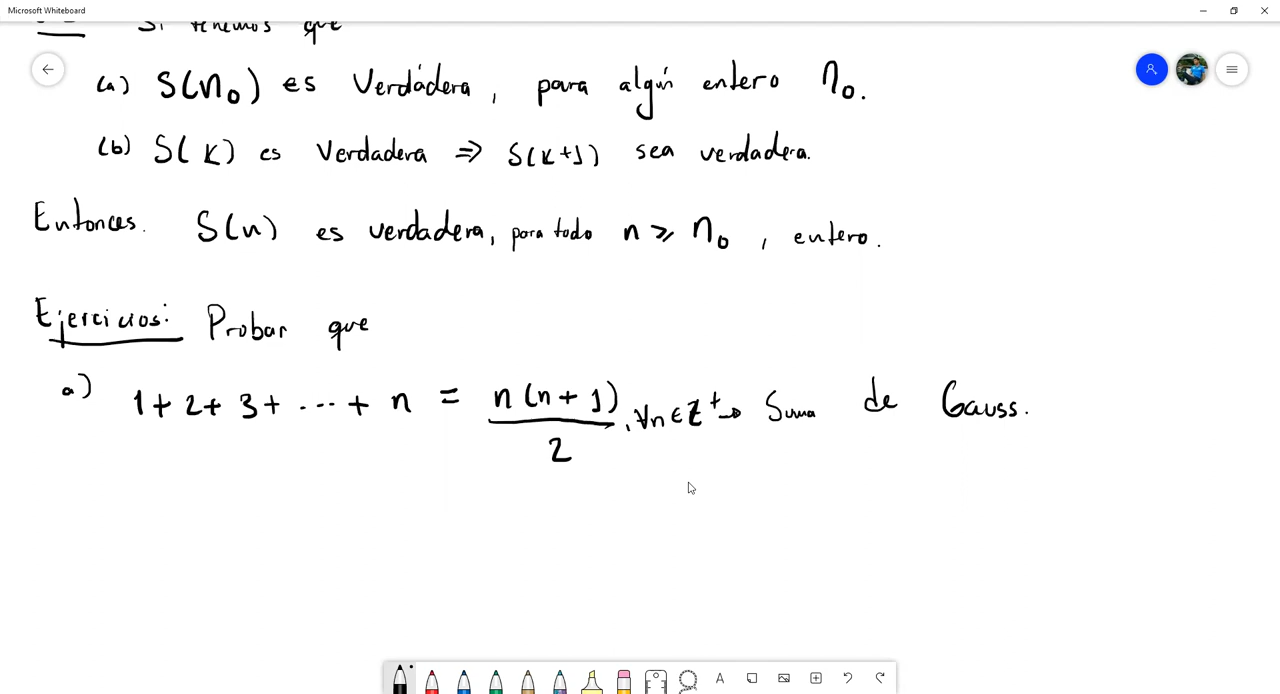 Microsoft Whiteboard
Si tenemos que
(a) S(n₀) es Verdadera, para algún entero n₀.
(b) S(k) es Verdadera ⇒ S(k+1) sea verdadera.
Entonces. S(n) es verdadera, para todo n ≥ n₀, entero.
Ejercicios: Probar que
a) 1+2+3+...+n = n(n+1)/2, ∀n∈ℤ⁺ → Suma de Gauss.
A